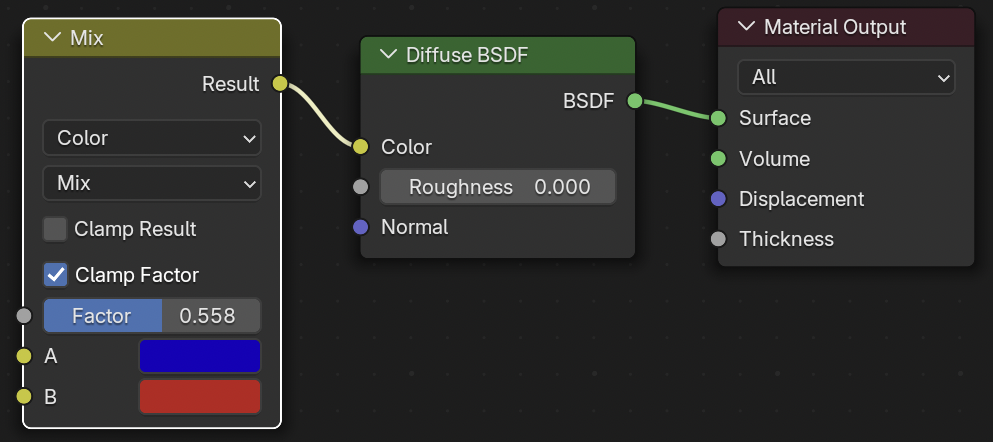 Mix
Result
Color
Mix
Clamp Result
Clamp Factor
Factor 0.558
A
B
Diffuse BSDF
BSDF
Color
Roughness 0.000
Normal
Material Output
All
Surface
Volume
Displacement
Thickness